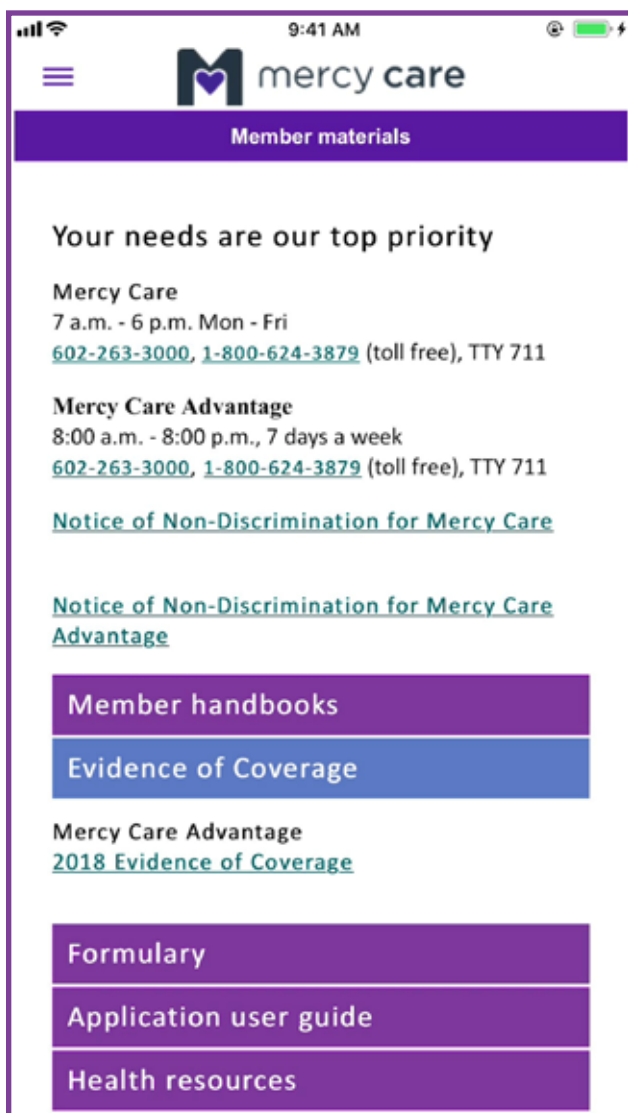 9:41 AM
mercy care
Member materials
Your needs are our top priority
Mercy Care
7 a.m. - 6 p.m. Mon - Fri
602-263-3000, 1-800-624-3879 (toll free), TTY 711
Mercy Care Advantage
8:00 a.m. - 8:00 p.m., 7 days a week
602-263-3000, 1-800-624-3879 (toll free), TTY 711
Notice of Non-Discrimination for Mercy Care
Notice of Non-Discrimination for Mercy Care
Advantage
Member handbooks
Evidence of Coverage
Mercy Care Advantage
2018 Evidence of Coverage
Formulary
Application user guide
Health resources